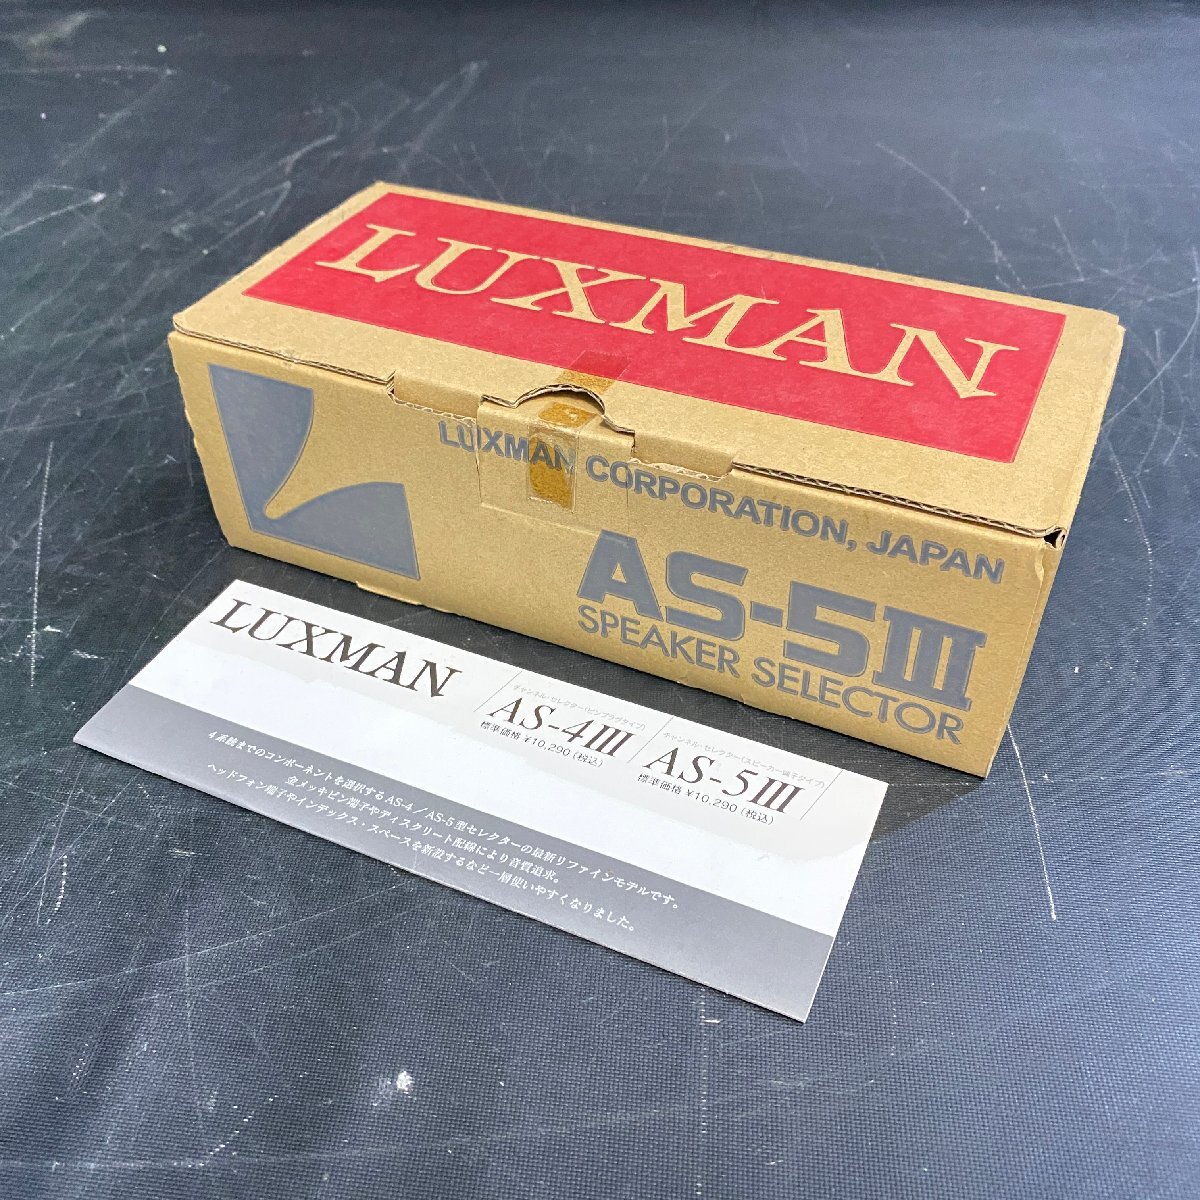 LUXMAN
LUXMAN CORPORATION, JAPAN
AS-5III
SPEAKER SELECTOR
LUXMAN
チャンネル・セレクター(ピンプラグタイプ)
AS-4III
標準価格 ¥10,290 (税込)
チャンネル・セレクター(スピーカー端子タイプ)
AS-5III
標準価格 ¥10,290 (税込)
4系統までのコンポーネントを選択するAS-4/AS-5型セレクターの最新リファインモデルです。
金メッキピン端子やディスクリート配線により音質追求。
ヘッドフォン端子やインデックス・スペースを新設するなど一層使いやすくなりました。